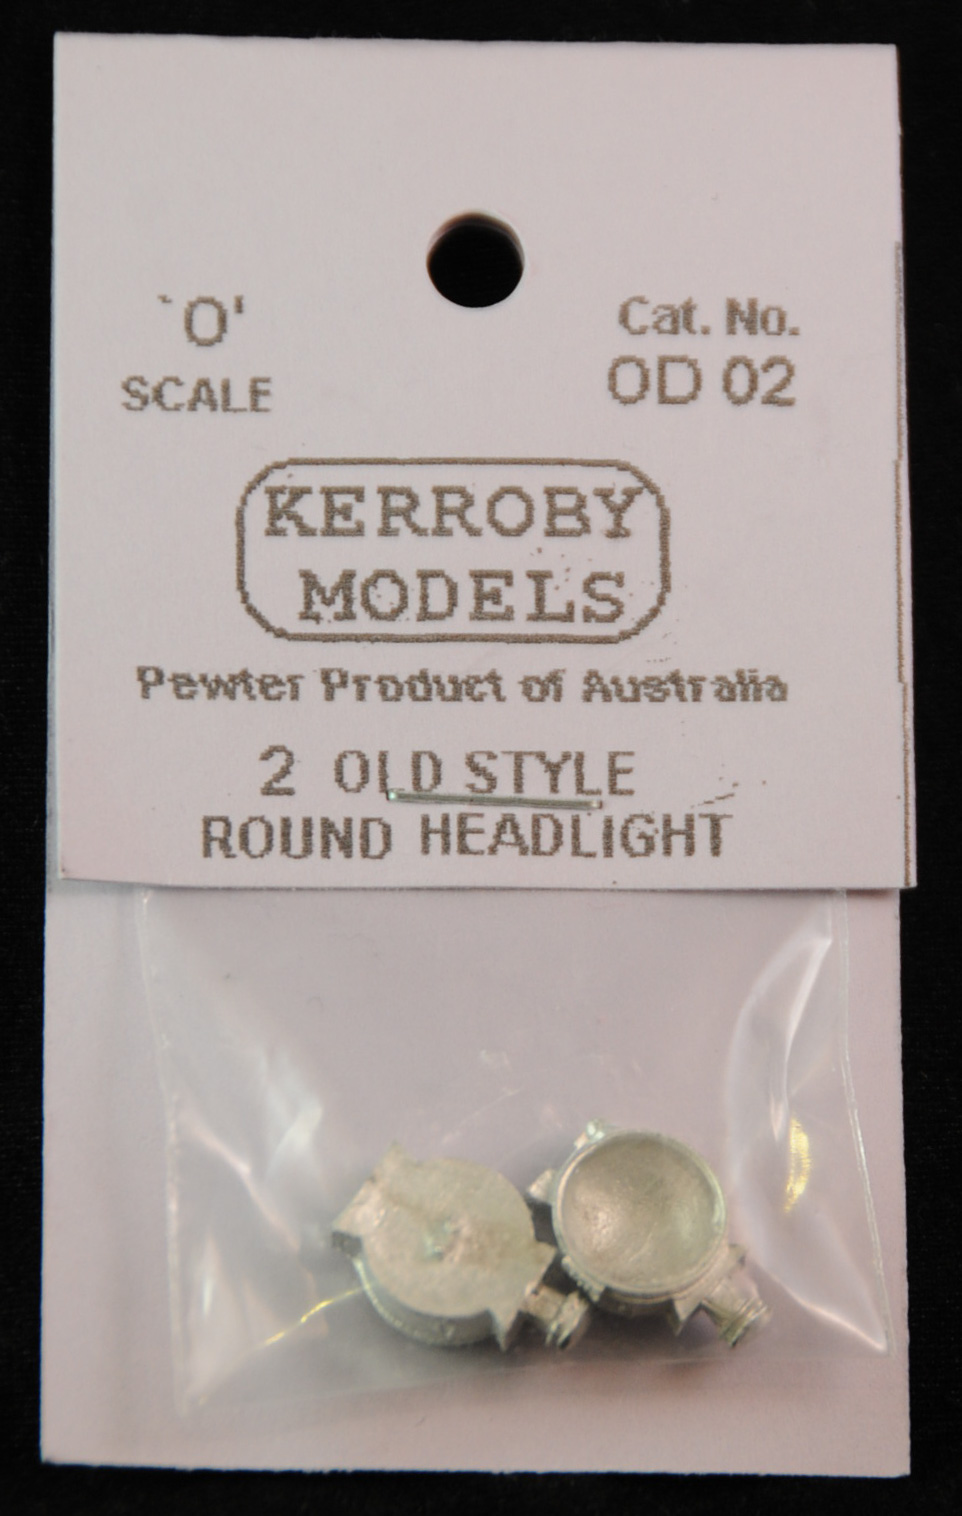 `O'
SCALE
Cat. No.
OD 02
KERROBY
MODELS
Pewter Product of Australia
2 OLD STYLE
ROUND HEADLIGHT